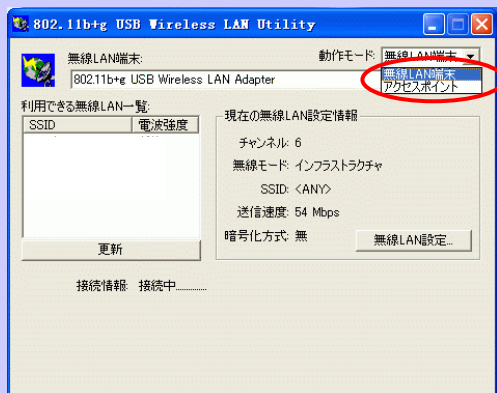 802.11b+g USB Wireless LAN Utility
無線LAN端末:
動作モード: 無線LAN端末
802.11b+g USB Wireless LAN Adapter
無線LAN端末
アクセスポイント
利用できる無線LAN一覧:
SSID 電波強度
更新
現在の無線LAN設定情報
チャンネル: 6
無線モード: インフラストラクチャ
SSID: <ANY>
送信速度: 54 Mbps
暗号化方式: 無
無線LAN設定...
接続情報: 接続中............